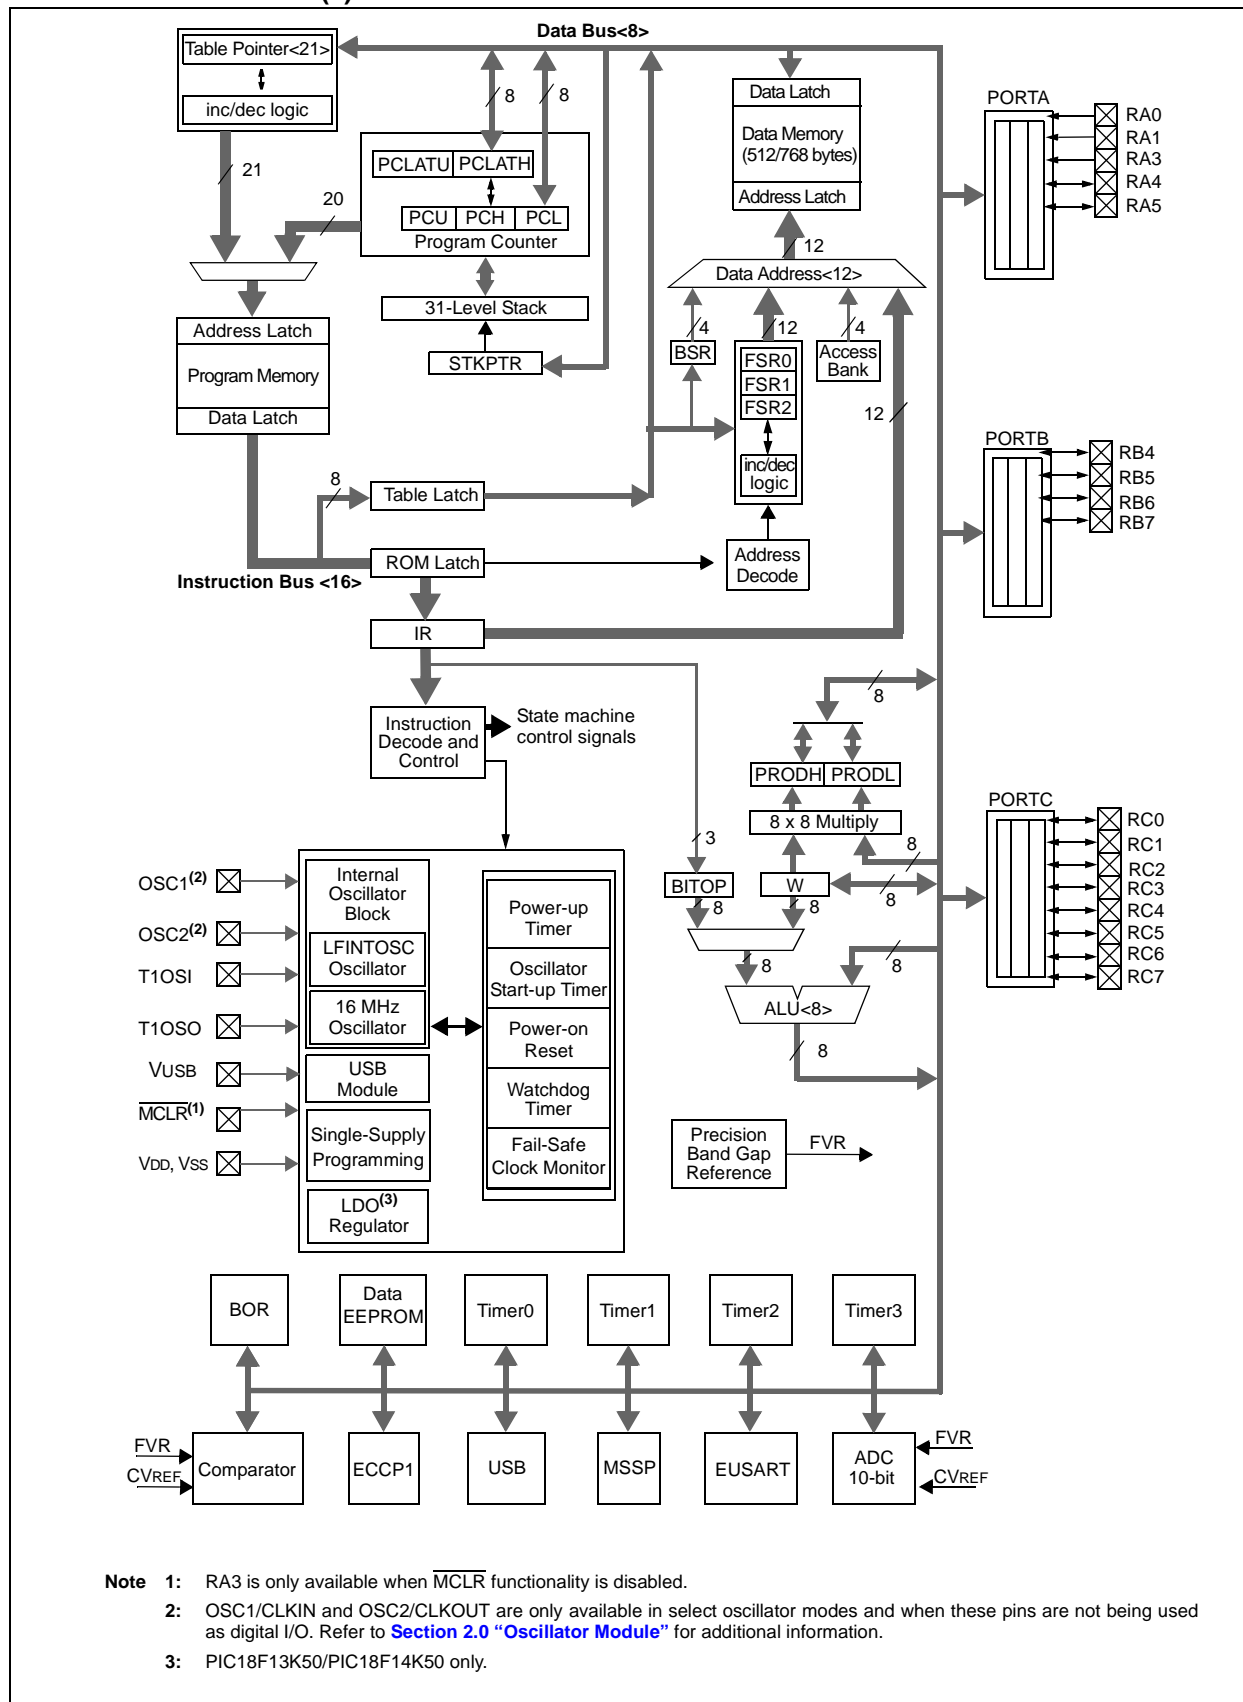 Data Bus<8>
Table Pointer<21>
inc/dec logic
21
20
8
8
PCLATU PCLATH
PCU PCH PCL
Program Counter
31-Level Stack
STKPTR
Address Latch
Program Memory
Data Latch
8
Table Latch
ROM Latch
Instruction Bus <16>
IR
Data Latch
Data Memory
(512/768 bytes)
Address Latch
12
Data Address<12>
4
12
4
BSR
FSR0
FSR1
FSR2
inc/dec
logic
Access
Bank
12
Address
Decode
PORTA
RA0
RA1
RA3
RA4
RA5
PORTB
RB4
RB5
RB6
RB7
PORTC
RC0
RC1
RC2
RC3
RC4
RC5
RC6
RC7
Instruction
Decode and
Control
State machine
control signals
8
PRODH PRODL
8 x 8 Multiply
3
8
BITOP
W
8
8
8
8
8
ALU<8>
8
OSC1(2)
OSC2(2)
T1OSI
T1OSO
VUSB
MCLR(1)
VDD, VSS
Internal
Oscillator
Block
LFINTOSC
Oscillator
16 MHz
Oscillator
USB
Module
Single-Supply
Programming
LDO(3)
Regulator
Power-up
Timer
Oscillator
Start-up Timer
Power-on
Reset
Watchdog
Timer
Fail-Safe
Clock Monitor
Precision
Band Gap
Reference
FVR
BOR
Data
EEPROM
Timer0
Timer1
Timer2
Timer3
FVR
CVREF
Comparator
ECCP1
USB
MSSP
EUSART
ADC
10-bit
FVR
CVREF
Note 1: RA3 is only available when MCLR functionality is disabled.
2: OSC1/CLKIN and OSC2/CLKOUT are only available in select oscillator modes and when these pins are not being used
as digital I/O. Refer to Section 2.0 “Oscillator Module” for additional information.
3: PIC18F13K50/PIC18F14K50 only.